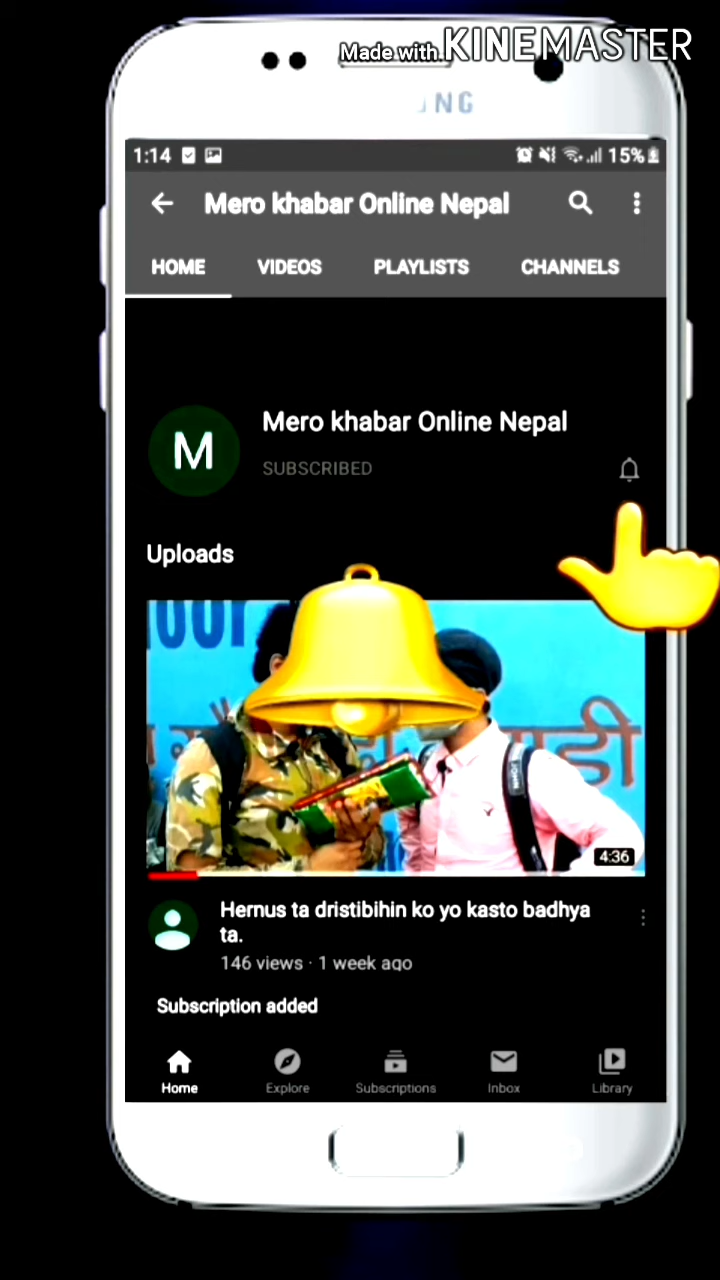 Made with
KINEMASTER
NG
1:14
15%
Mero khabar Online Nepal
HOME VIDEOS PLAYLISTS CHANNELS
M
Mero khabar Online Nepal
SUBSCRIBED
Uploads
4:36
Hernus ta dristibihin ko yo kasto badhya
ta.
146 views · 1 week ago
Subscription added
Home Explore Subscriptions Inbox Library